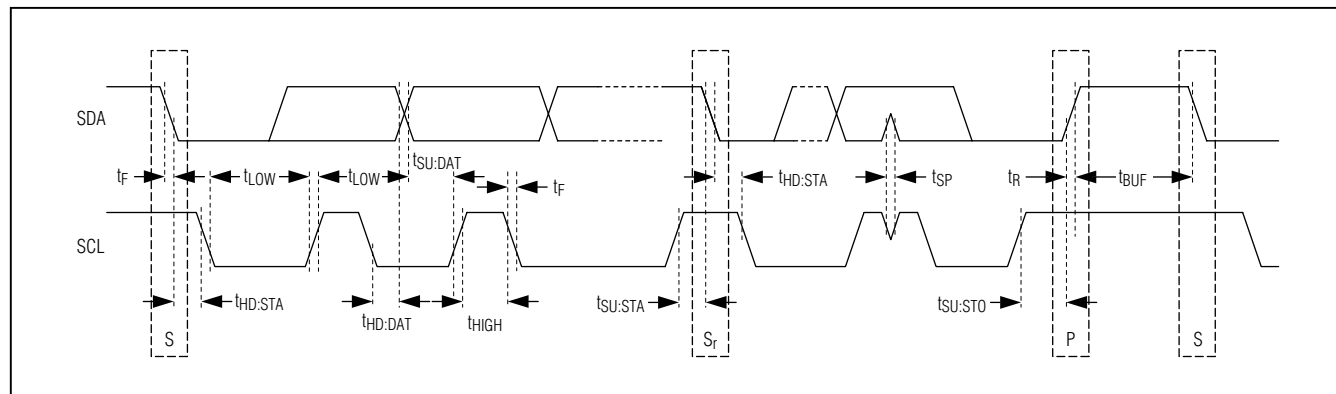 SDA
tF
tLOW
tLOW
tSU:DAT
tF
tHD:STA
tSP
tR
tBUF
SCL
tHD:STA
tHD:DAT
tHIGH
tSU:STA
tSU:STO
S
Sr
P
S